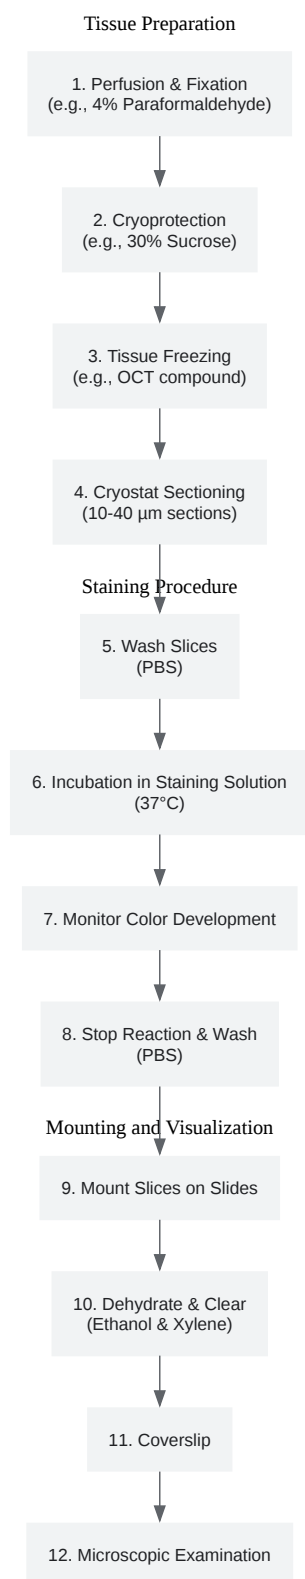 Tissue Preparation
1. Perfusion & Fixation
(e.g., 4% Paraformaldehyde)
2. Cryoprotection
(e.g., 30% Sucrose)
3. Tissue Freezing
(e.g., OCT compound)
4. Cryostat Sectioning
(10-40 µm sections)
Staining Procedure
5. Wash Slices
(PBS)
6. Incubation in Staining Solution
(37°C)
7. Monitor Color Development
8. Stop Reaction & Wash
(PBS)
Mounting and Visualization
9. Mount Slices on Slides
10. Dehydrate & Clear
(Ethanol & Xylene)
11. Coverslip
12. Microscopic Examination